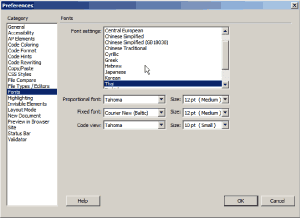 Preferences
Category
Fonts
General
Accessibility
AP Elements
Code Coloring
Code Format
Code Hints
Code Rewriting
Copy/Paste
CSS Styles
File Compare
File Types / Editors
Fonts
Highlighting
Invisible Elements
Layout Mode
New Document
Preview in Browser
Site
Status Bar
Validator
Font settings:
Central European
Chinese Simplified
Chinese Simplified (GB18030)
Chinese Traditional
Cyrillic
Greek
Hebrew
Japanese
Korean
Thai
Proportional font: Tahoma Size: 12 pt ( Medium )
Fixed font: Courier New (Baltic) Size: 12 pt ( Medium )
Code view: Tahoma Size: 10 pt ( Small )
Help OK Cancel